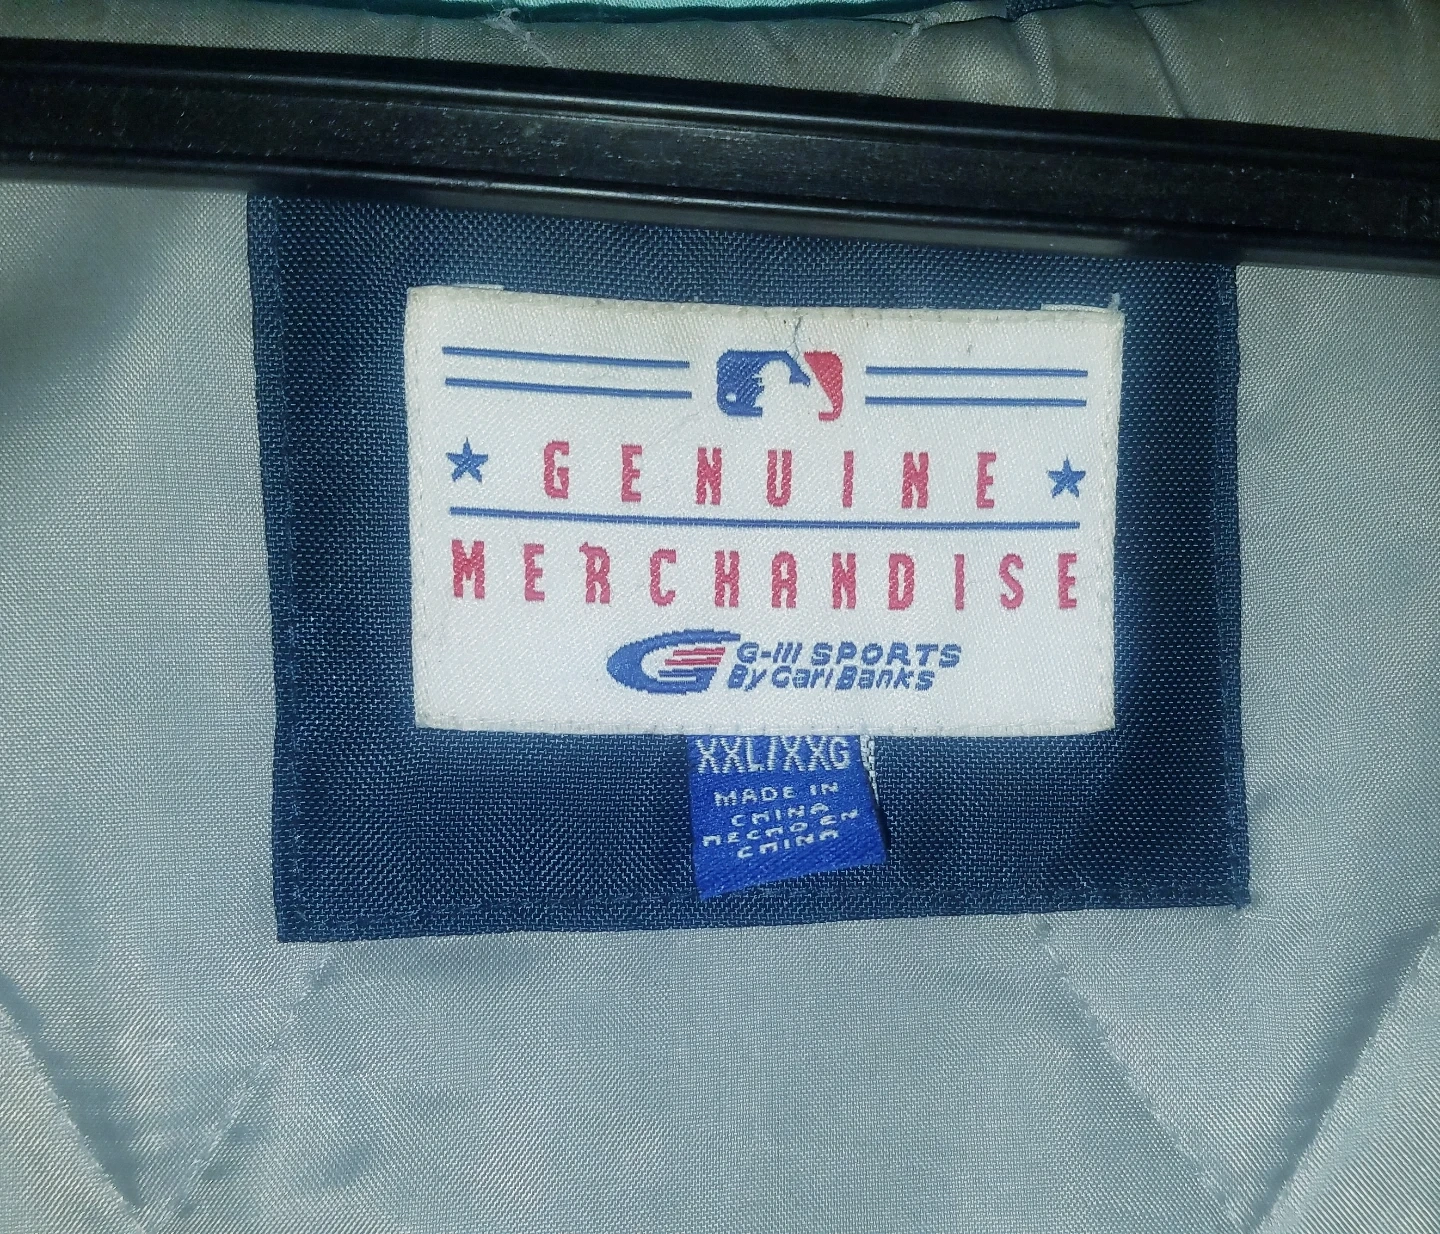 GENUINE
MERCHANDISE
G-III SPORTS
By Carl Banks
XXL/XXG
MADE IN
CHINA
HECHO EN
CHINA